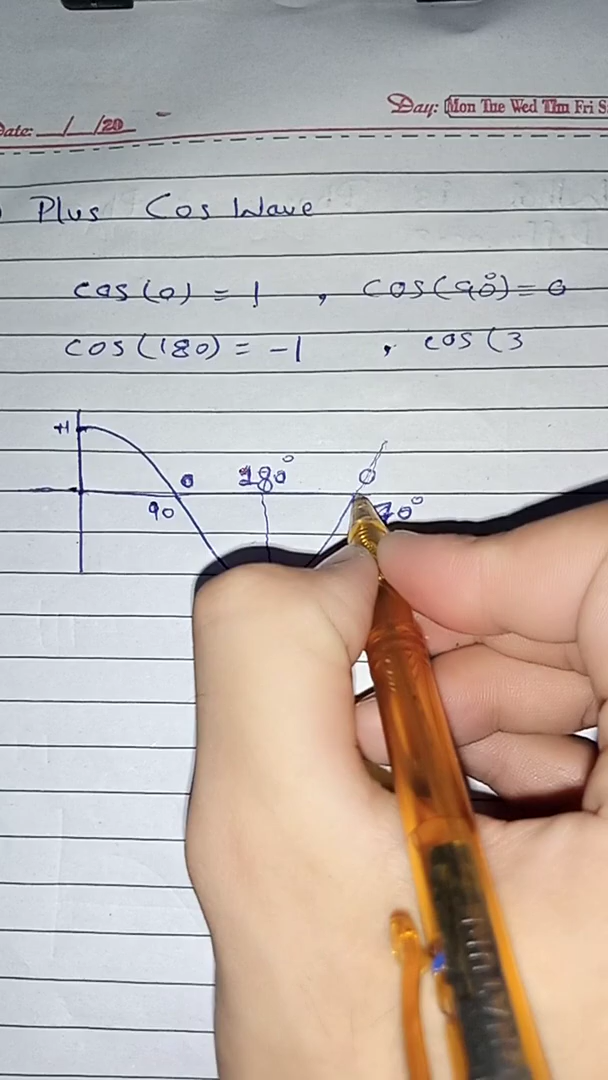 Day: Mon Tue Wed Thu Fri
Date: / /20
Plus Cos Wave
cos(0) = 1 , cos(90°) = 0
cos(180) = -1 , cos (3
+1
0 180° 0
90